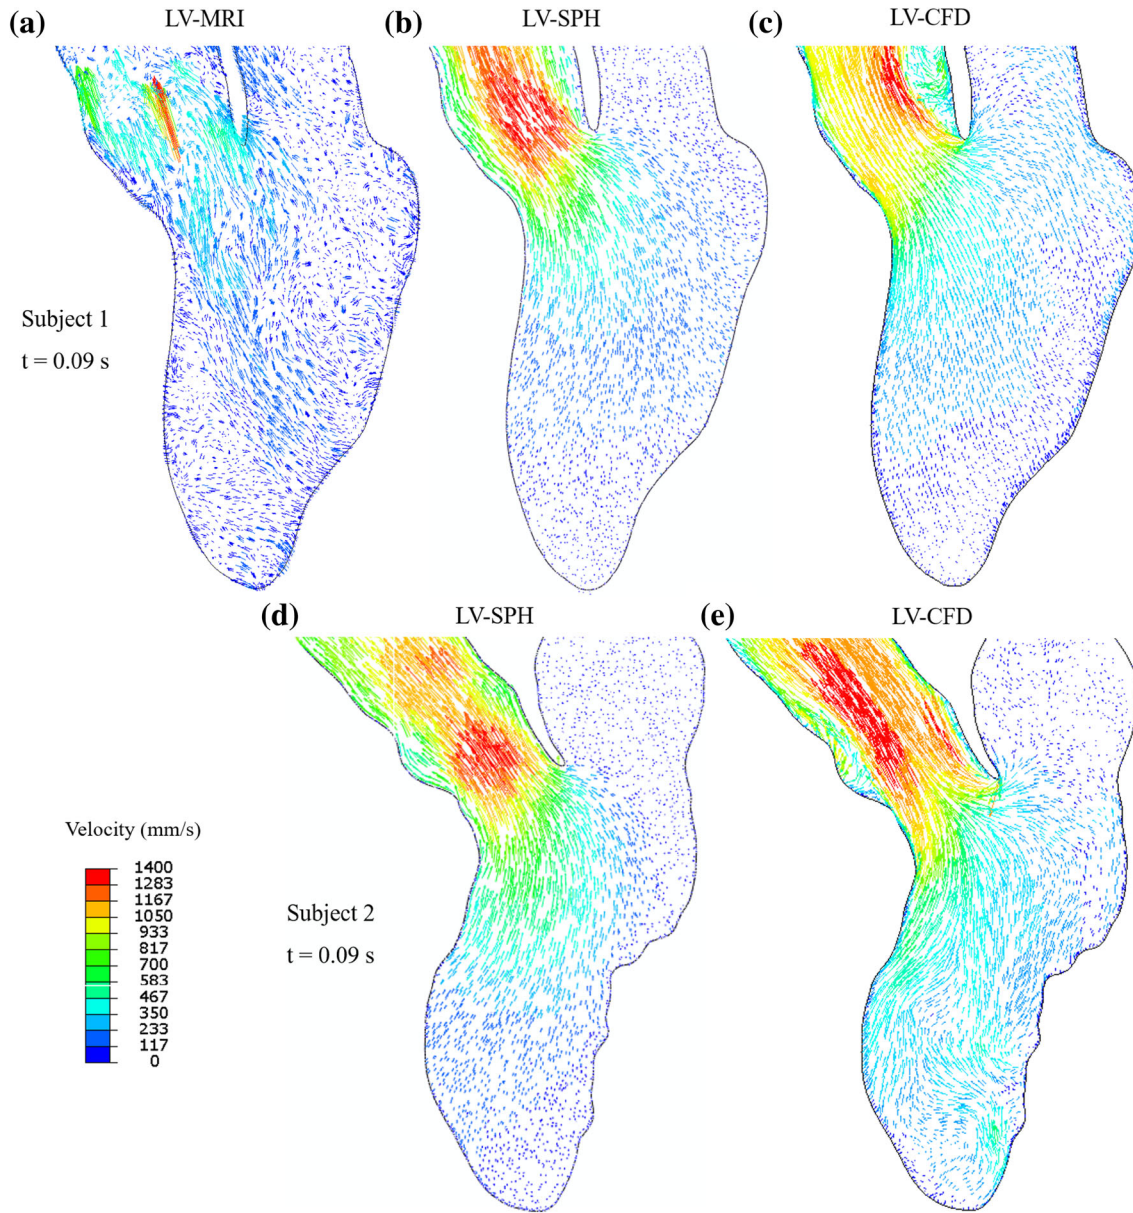 (a) LV-MRI
(b) LV-SPH
(c) LV-CFD
Subject 1
t = 0.09 s
(d) LV-SPH
(e) LV-CFD
Velocity (mm/s)
1400
1283
1167
1050
933
817
700
583
467
350
233
117
0
Subject 2
t = 0.09 s